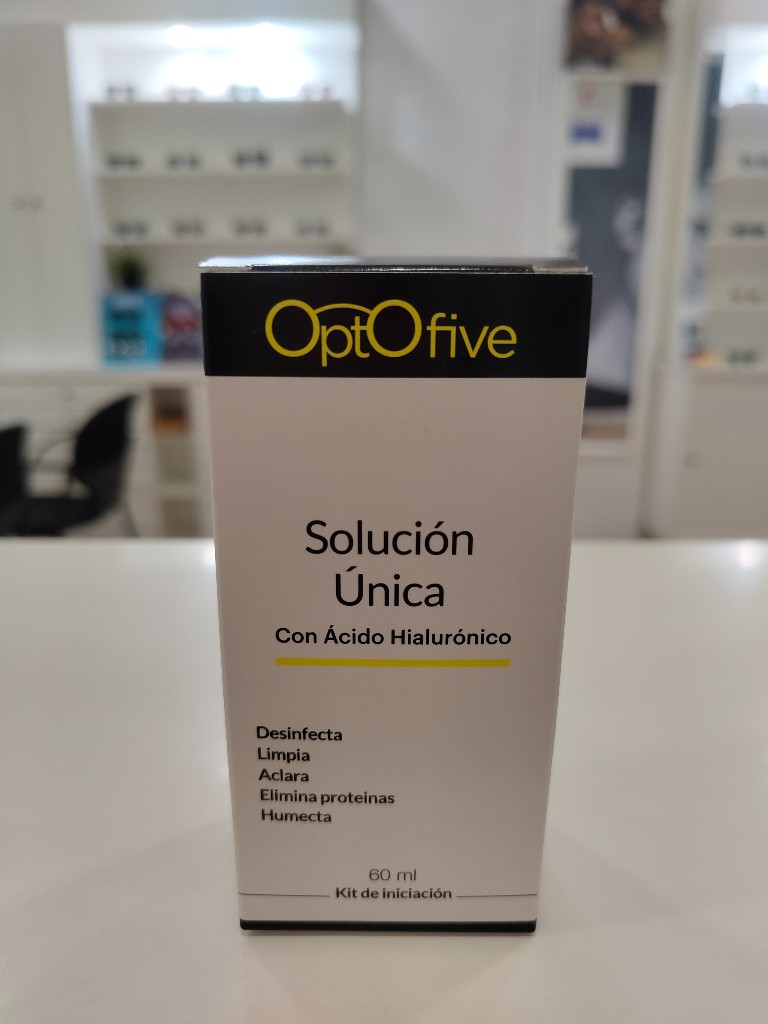 OptOfive
Solución
Única
Con Ácido Hialurónico
Desinfecta
Limpia
Aclara
Elimina proteinas
Humecta
60 ml
Kit de iniciación